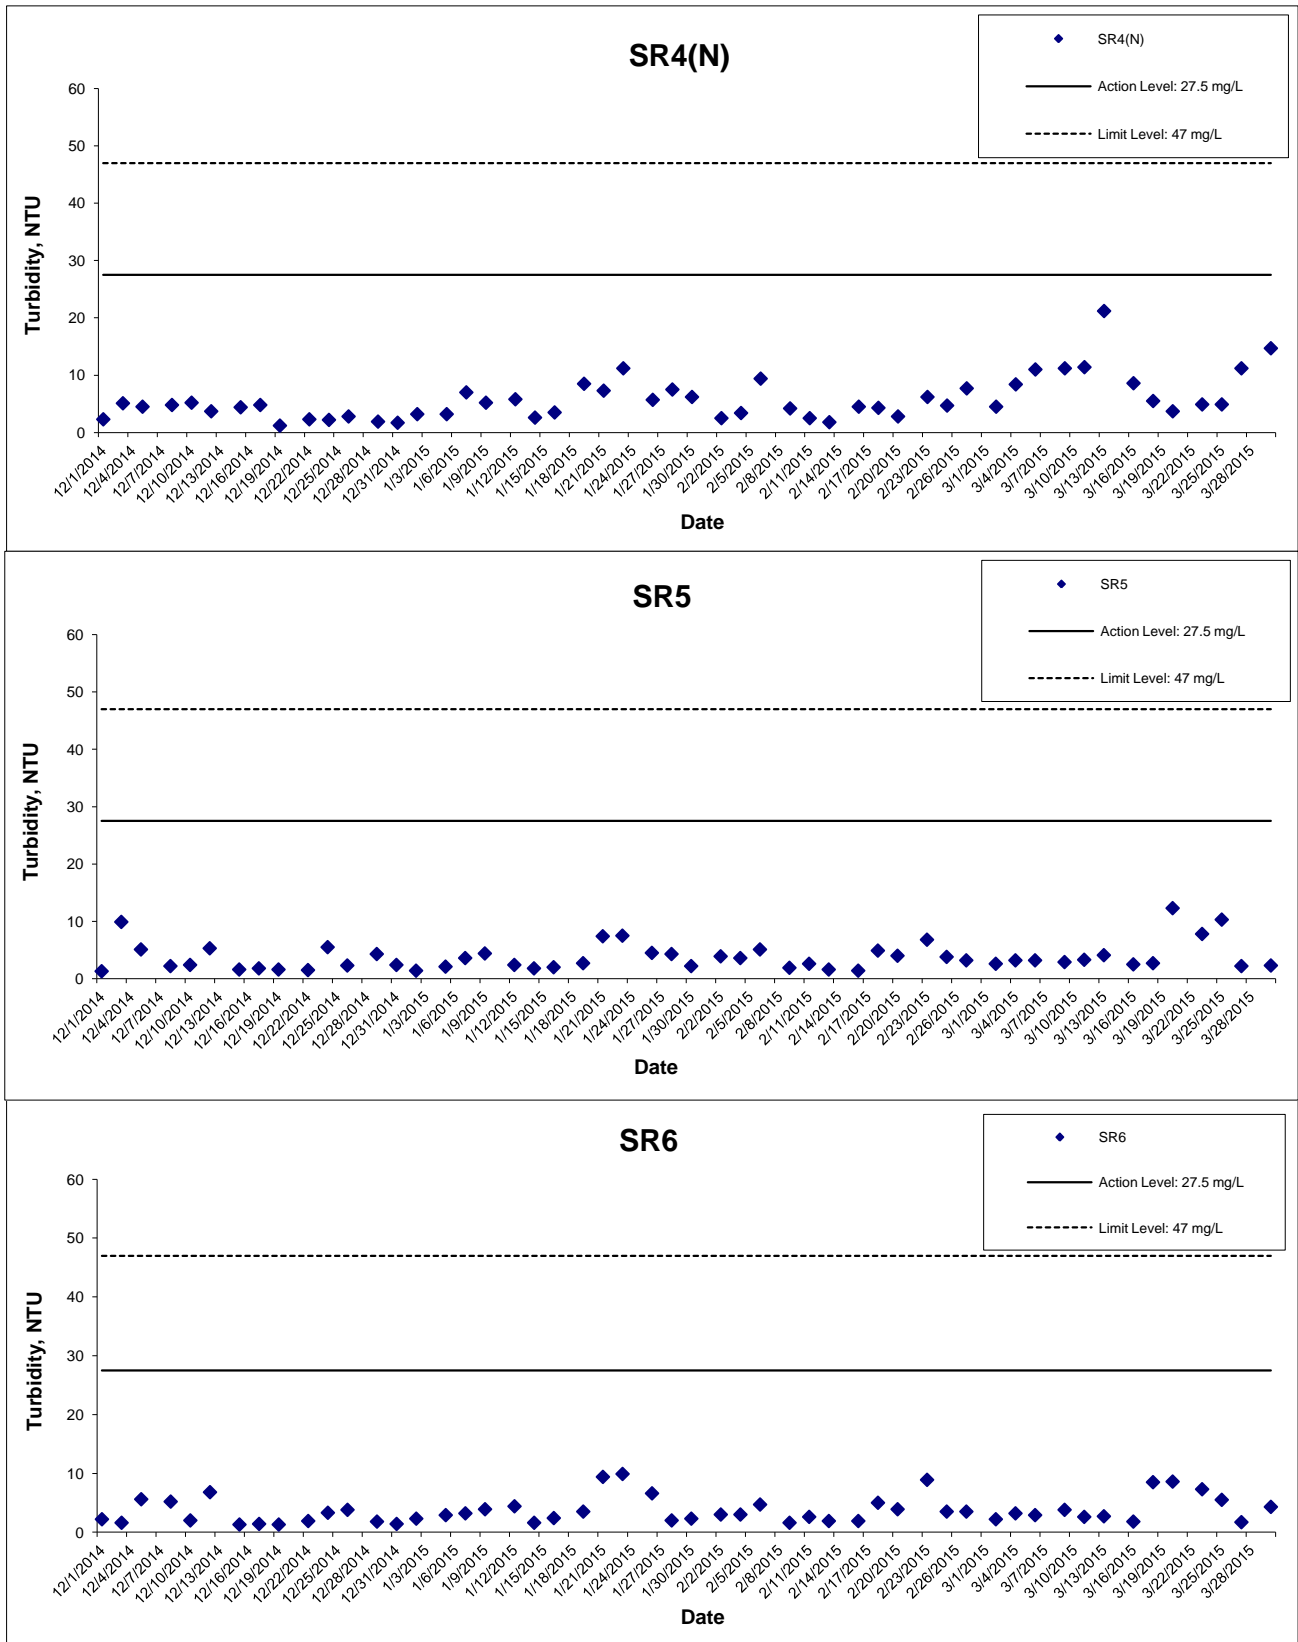 SR4(N)
SR4(N)
Action Level: 27.5 mg/L
Limit Level: 47 mg/L
60
50
40
30
20
10
0
Turbidity, NTU
12/1/2014 12/4/2014 12/7/2014 12/10/2014 12/13/2014 12/16/2014 12/19/2014 12/22/2014 12/25/2014 12/28/2014 12/31/2014 1/3/2015 1/6/2015 1/9/2015 1/12/2015 1/15/2015 1/18/2015 1/21/2015 1/24/2015 1/27/2015 1/30/2015 2/2/2015 2/5/2015 2/8/2015 2/11/2015 2/14/2015 2/17/2015 2/20/2015 2/23/2015 2/26/2015 3/1/2015 3/4/2015 3/7/2015 3/10/2015 3/13/2015 3/16/2015 3/19/2015 3/22/2015 3/25/2015 3/28/2015
Date
SR5
SR5
Action Level: 27.5 mg/L
Limit Level: 47 mg/L
60
50
40
30
20
10
0
Turbidity, NTU
12/1/2014 12/4/2014 12/7/2014 12/10/2014 12/13/2014 12/16/2014 12/19/2014 12/22/2014 12/25/2014 12/28/2014 12/31/2014 1/3/2015 1/6/2015 1/9/2015 1/12/2015 1/15/2015 1/18/2015 1/21/2015 1/24/2015 1/27/2015 1/30/2015 2/2/2015 2/5/2015 2/8/2015 2/11/2015 2/14/2015 2/17/2015 2/20/2015 2/23/2015 2/26/2015 3/1/2015 3/4/2015 3/7/2015 3/10/2015 3/13/2015 3/16/2015 3/19/2015 3/22/2015 3/25/2015 3/28/2015
Date
SR6
SR6
Action Level: 27.5 mg/L
Limit Level: 47 mg/L
60
50
40
30
20
10
0
Turbidity, NTU
12/1/2014 12/4/2014 12/7/2014 12/10/2014 12/13/2014 12/16/2014 12/19/2014 12/22/2014 12/25/2014 12/28/2014 12/31/2014 1/3/2015 1/6/2015 1/9/2015 1/12/2015 1/15/2015 1/18/2015 1/21/2015 1/24/2015 1/27/2015 1/30/2015 2/2/2015 2/5/2015 2/8/2015 2/11/2015 2/14/2015 2/17/2015 2/20/2015 2/23/2015 2/26/2015 3/1/2015 3/4/2015 3/7/2015 3/10/2015 3/13/2015 3/16/2015 3/19/2015 3/22/2015 3/25/2015 3/28/2015
Date